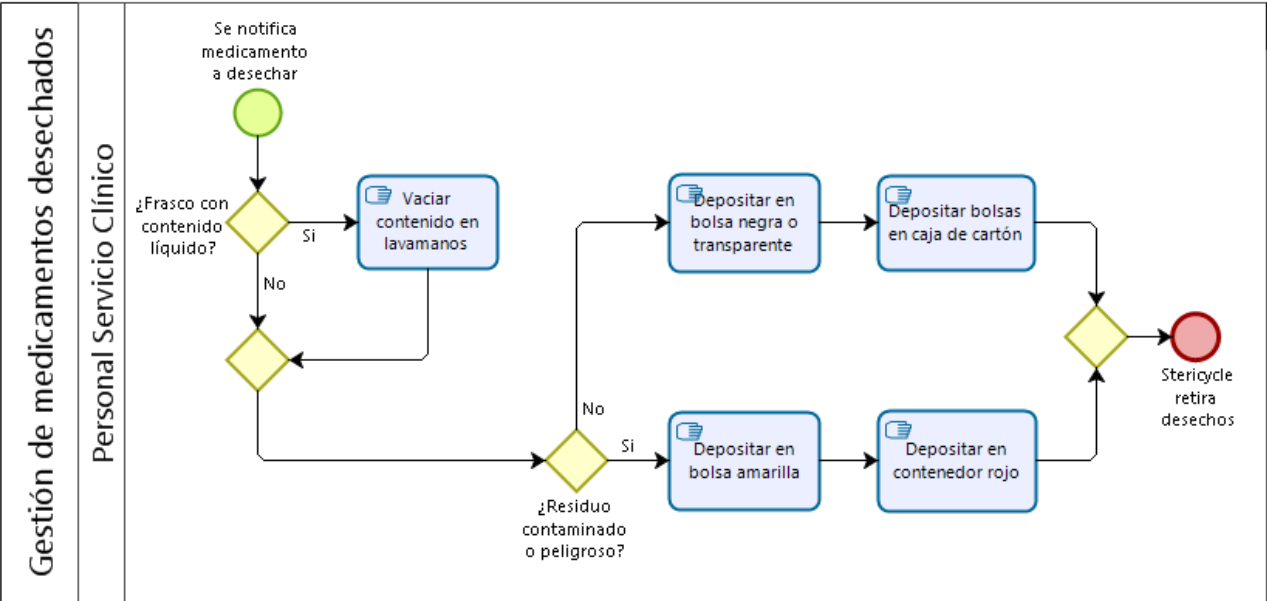 Gestión de medicamentos desechados
Personal Servicio Clínico
Se notifica
medicamento
a desechar
¿Frasco con
contenido
líquido?
Si
No
Vaciar
contenido en
lavamanos
¿Residuo
contaminado
o peligroso?
No
Depositar en
bolsa negra o
transparente
Depositar bolsas
en caja de cartón
Si
Depositar en
bolsa amarilla
Depositar en
contenedor rojo
Stericycle
retira
desechos